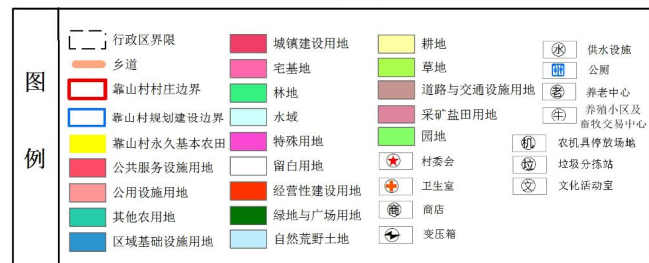 图
例
行政区界限
乡道
靠山村村庄边界
靠山村规划建设边界
靠山村永久基本农田
公共服务设施用地
公用设施用地
其他农用地
区域基础设施用地
城镇建设用地
宅基地
林地
水域
特殊用地
留白用地
经营性建设用地
绿地与广场用地
自然荒野土地
耕地
草地
道路与交通设施用地
采矿盐田用地
园地
村委会
卫生室
商 商店
变压箱
水 供水设施
公厕
老 养老中心
牛 养殖小区及
畜牧交易中心
机 农机具停放场地
垃 垃圾分拣站
文 文化活动室